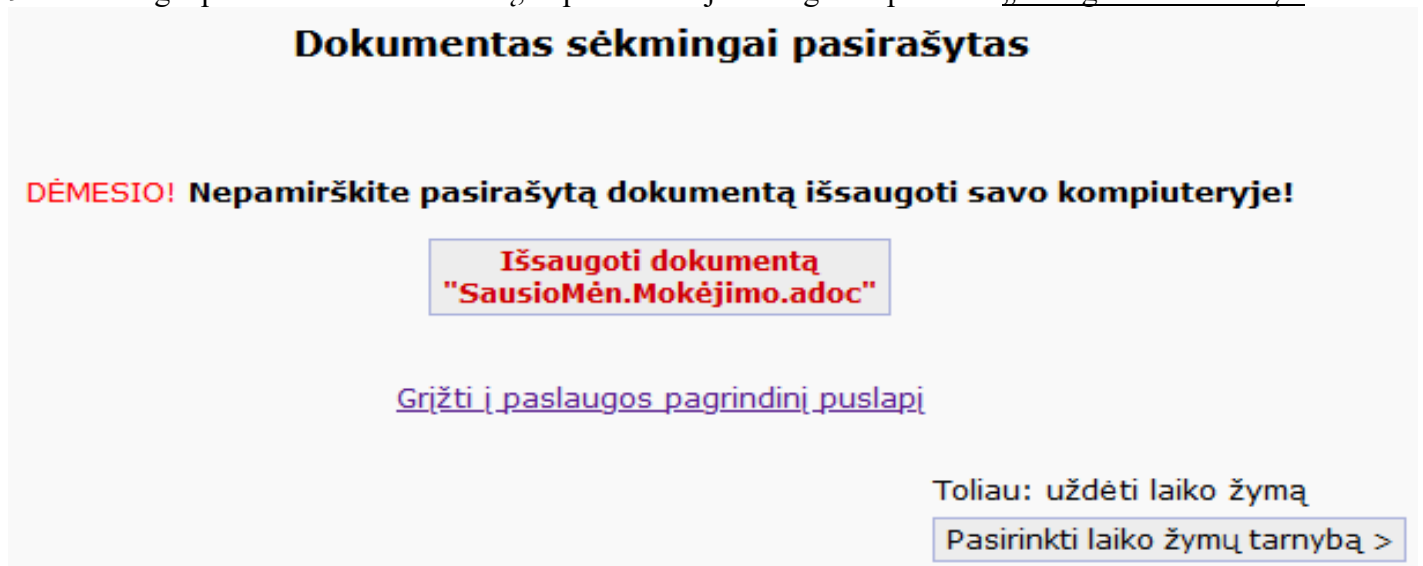 Dokumentas sėkmingai pasirašytas
DĖMESIO! Nepamirškite pasirašytą dokumentą išsaugoti savo kompiuteryje!
Išsaugoti dokumentą
"SausioMėn.Mokėjimo.adoc"
Grįžti į paslaugos pagrindinį puslapį
Toliau: uždėti laiko žymą
Pasirinkti laiko žymų tarnybą >